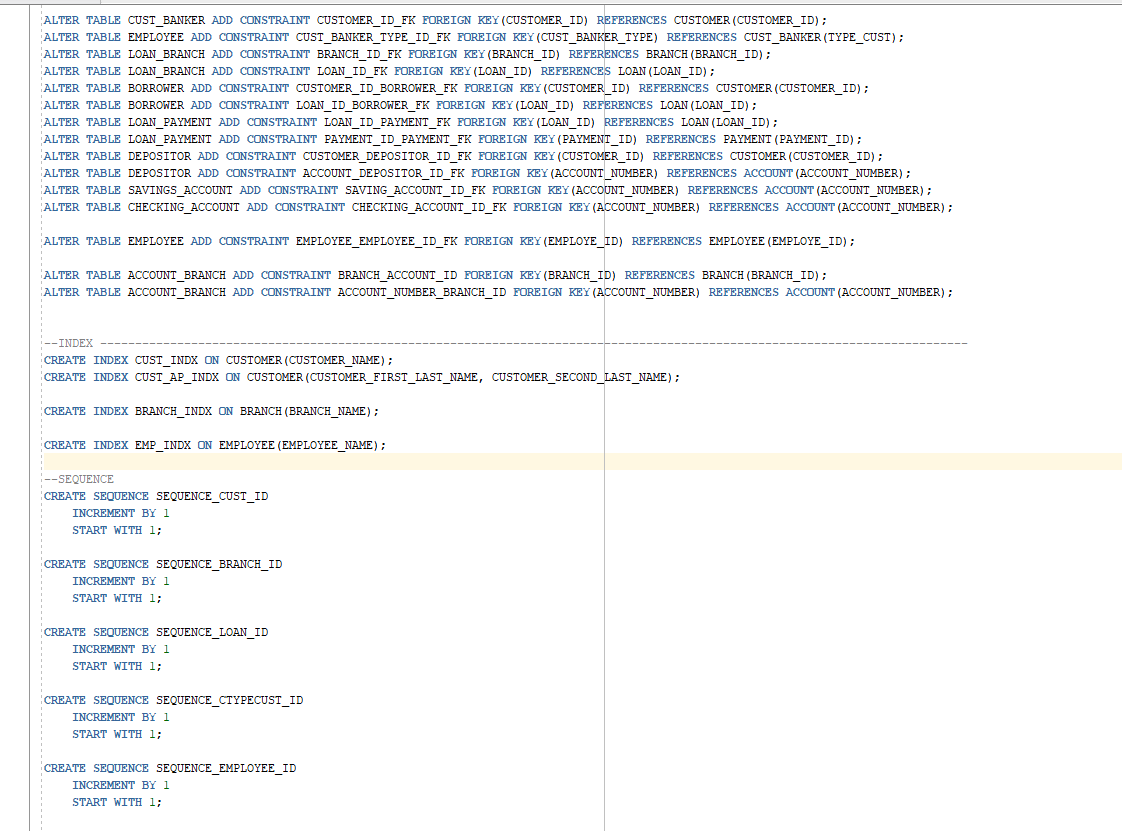 ALTER TABLE CUST_BANKER ADD CONSTRAINT CUSTOMER_ID_FK FOREIGN KEY(CUSTOMER_ID) REFERENCES CUSTOMER(CUSTOMER_ID);
ALTER TABLE EMPLOYEE ADD CONSTRAINT CUST_BANKER_TYPE_ID_FK FOREIGN KEY(CUST_BANKER_TYPE) REFERENCES CUST_BANKER(TYPE_CUST);
ALTER TABLE LOAN_BRANCH ADD CONSTRAINT BRANCH_ID_FK FOREIGN KEY(BRANCH_ID) REFERENCES BRANCH(BRANCH_ID);
ALTER TABLE LOAN_BRANCH ADD CONSTRAINT LOAN_ID_FK FOREIGN KEY(LOAN_ID) REFERENCES LOAN(LOAN_ID);
ALTER TABLE BORROWER ADD CONSTRAINT CUSTOMER_ID_BORROWER_FK FOREIGN KEY(CUSTOMER_ID) REFERENCES CUSTOMER(CUSTOMER_ID);
ALTER TABLE BORROWER ADD CONSTRAINT LOAN_ID_BORROWER_FK FOREIGN KEY(LOAN_ID) REFERENCES LOAN(LOAN_ID);
ALTER TABLE LOAN_PAYMENT ADD CONSTRAINT LOAN_ID_PAYMENT_FK FOREIGN KEY(LOAN_ID) REFERENCES LOAN(LOAN_ID);
ALTER TABLE LOAN_PAYMENT ADD CONSTRAINT PAYMENT_ID_PAYMENT_FK FOREIGN KEY(PAYMENT_ID) REFERENCES PAYMENT(PAYMENT_ID);
ALTER TABLE DEPOSITOR ADD CONSTRAINT CUSTOMER_DEPOSITOR_ID_FK FOREIGN KEY(CUSTOMER_ID) REFERENCES CUSTOMER(CUSTOMER_ID);
ALTER TABLE DEPOSITOR ADD CONSTRAINT ACCOUNT_DEPOSITOR_ID_FK FOREIGN KEY(ACCOUNT_NUMBER) REFERENCES ACCOUNT(ACCOUNT_NUMBER);
ALTER TABLE SAVINGS_ACCOUNT ADD CONSTRAINT SAVING_ACCOUNT_ID_FK FOREIGN KEY(ACCOUNT_NUMBER) REFERENCES ACCOUNT(ACCOUNT_NUMBER);
ALTER TABLE CHECKING_ACCOUNT ADD CONSTRAINT CHECKING_ACCOUNT_ID_FK FOREIGN KEY(ACCOUNT_NUMBER) REFERENCES ACCOUNT(ACCOUNT_NUMBER);
ALTER TABLE EMPLOYEE ADD CONSTRAINT EMPLOYEE_EMPLOYEE_ID_FK FOREIGN KEY(EMPLOYE_ID) REFERENCES EMPLOYEE(EMPLOYE_ID);
ALTER TABLE ACCOUNT_BRANCH ADD CONSTRAINT BRANCH_ACCOUNT_ID FOREIGN KEY(BRANCH_ID) REFERENCES BRANCH(BRANCH_ID);
ALTER TABLE ACCOUNT_BRANCH ADD CONSTRAINT ACCOUNT_NUMBER_BRANCH_ID FOREIGN KEY(ACCOUNT_NUMBER) REFERENCES ACCOUNT(ACCOUNT_NUMBER);
--INDEX ----------------------------------------------------------------------------------------------------------------------------
CREATE INDEX CUST_INDX ON CUSTOMER(CUSTOMER_NAME);
CREATE INDEX CUST_AP_INDX ON CUSTOMER(CUSTOMER_FIRST_LAST_NAME, CUSTOMER_SECOND_LAST_NAME);
CREATE INDEX BRANCH_INDX ON BRANCH(BRANCH_NAME);
CREATE INDEX EMP_INDX ON EMPLOYEE(EMPLOYEE_NAME);
--SEQUENCE
CREATE SEQUENCE SEQUENCE_CUST_ID
INCREMENT BY 1
START WITH 1;
CREATE SEQUENCE SEQUENCE_BRANCH_ID
INCREMENT BY 1
START WITH 1;
CREATE SEQUENCE SEQUENCE_LOAN_ID
INCREMENT BY 1
START WITH 1;
CREATE SEQUENCE SEQUENCE_CTYPECUST_ID
INCREMENT BY 1
START WITH 1;
CREATE SEQUENCE SEQUENCE_EMPLOYEE_ID
INCREMENT BY 1
START WITH 1;